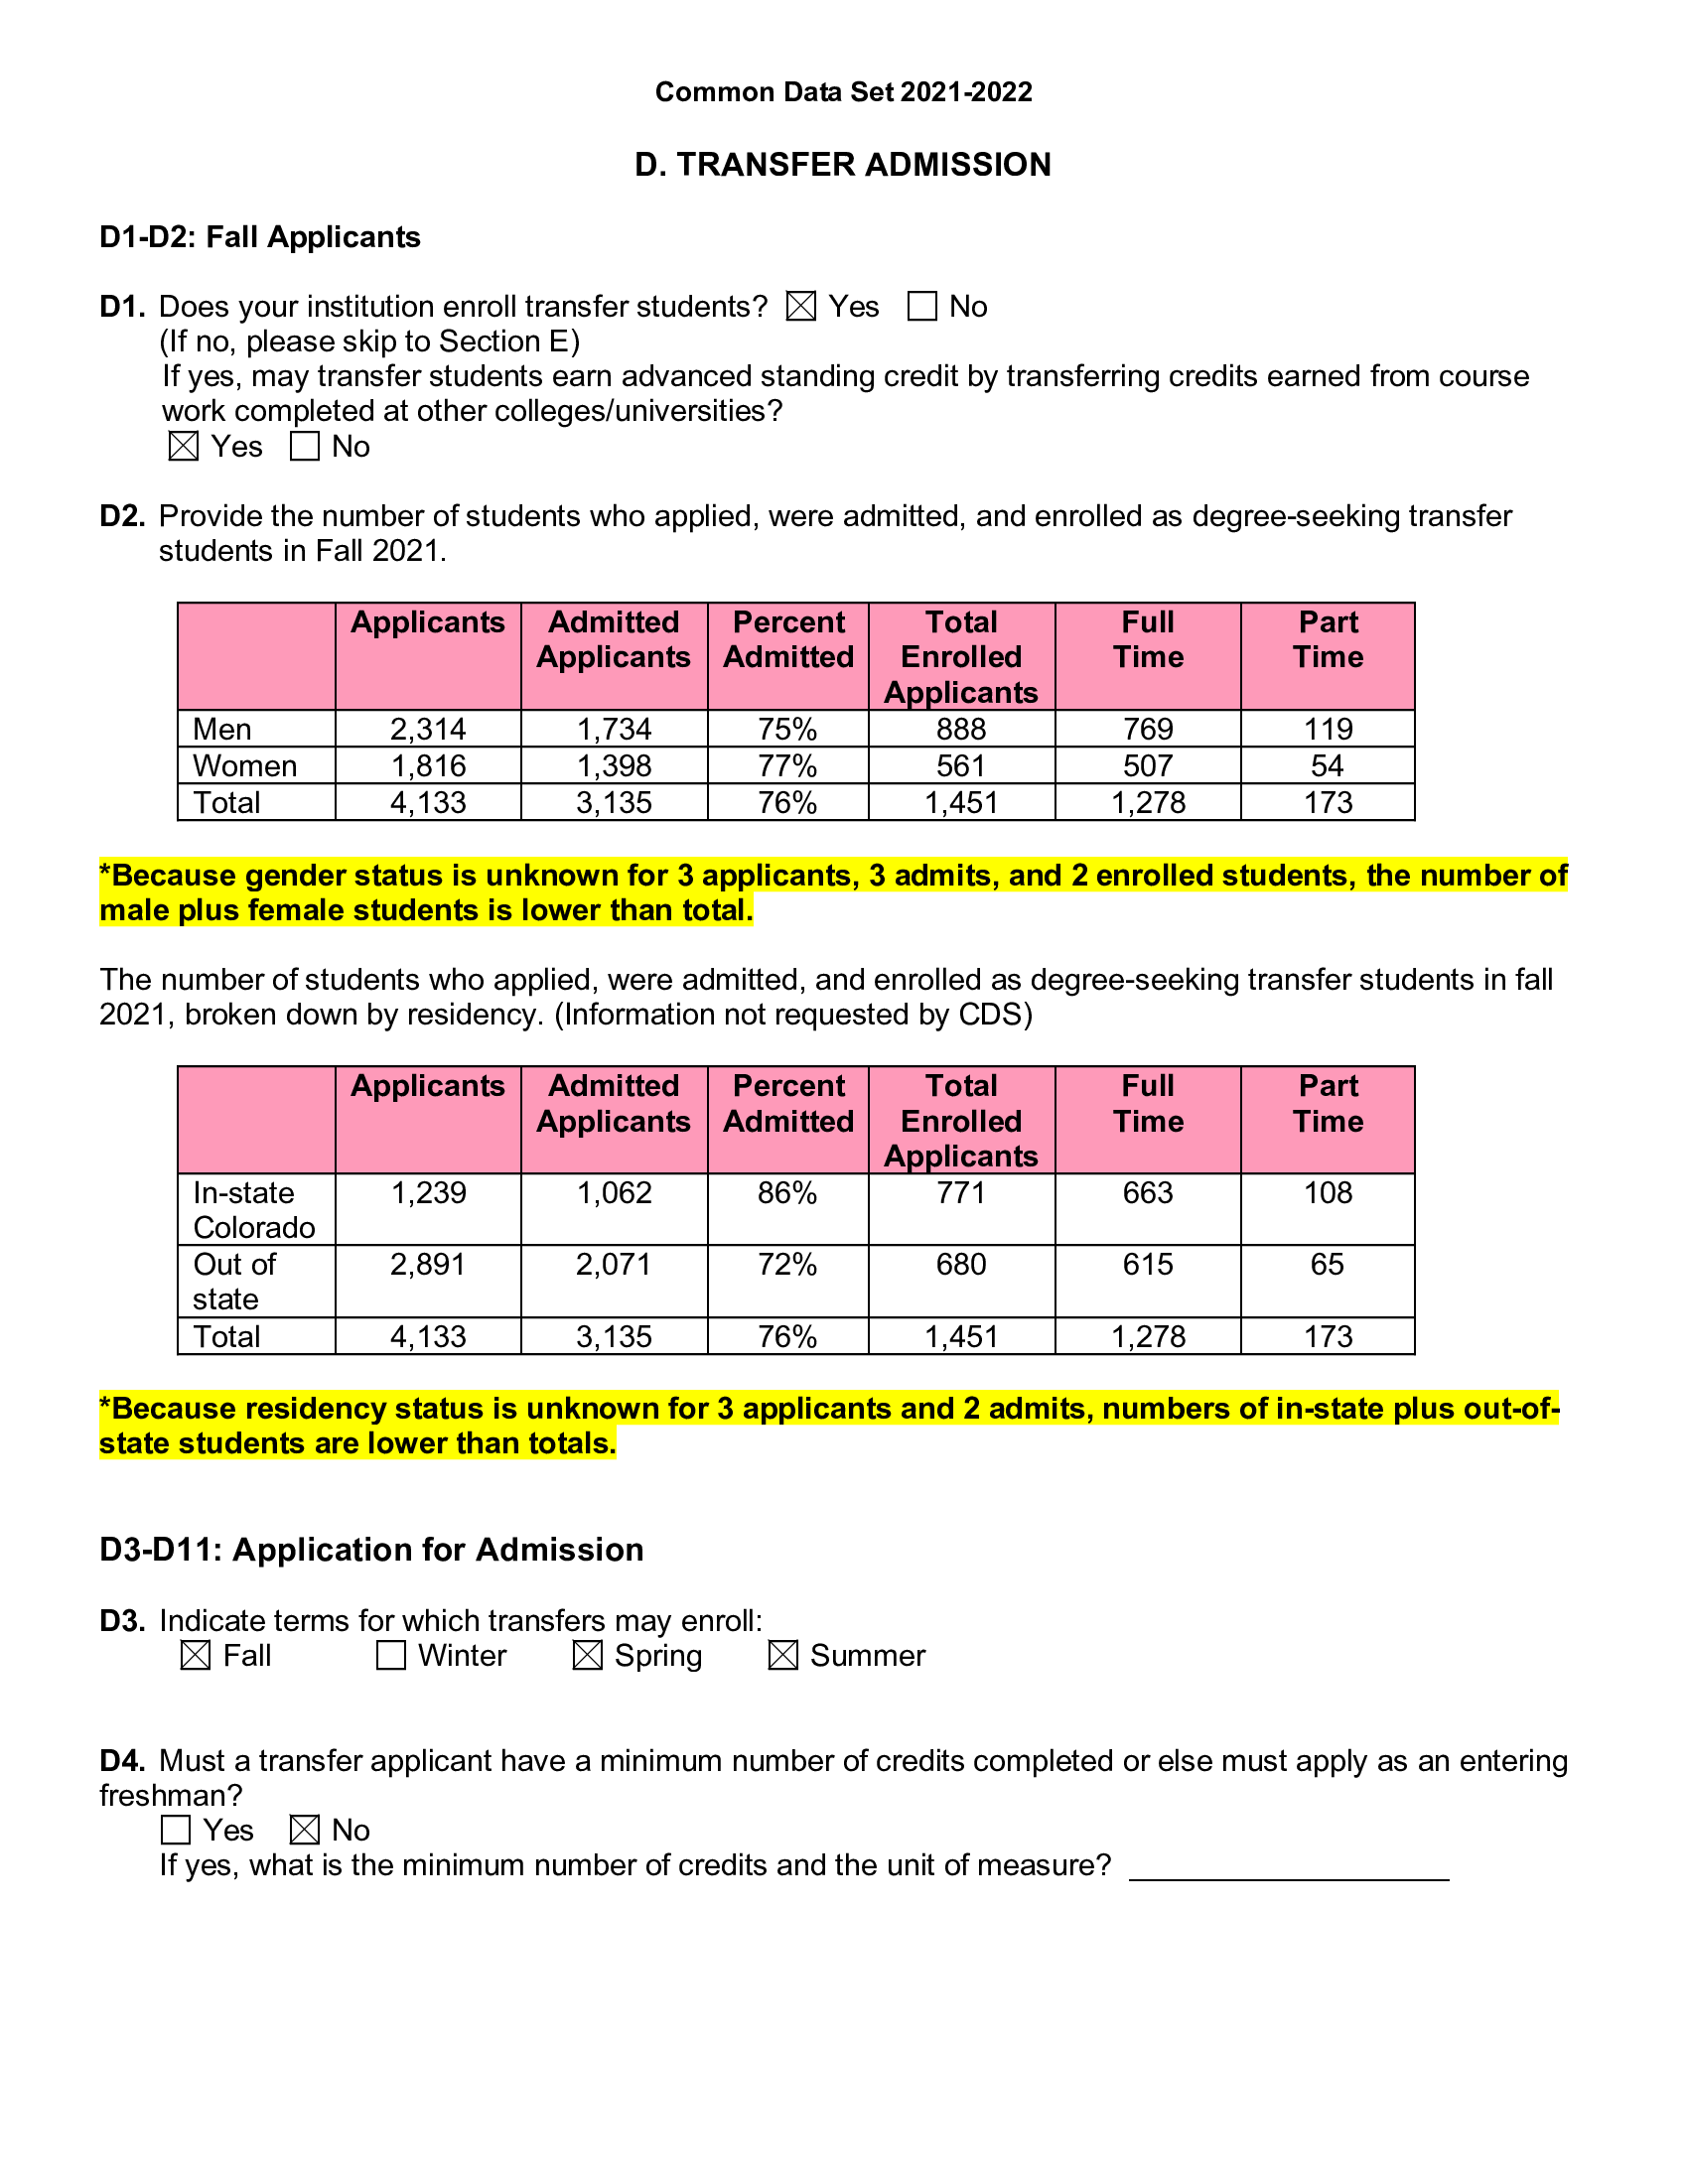 Common Data Set 2021-2022
D. TRANSFER ADMISSION
D1-D2: Fall Applicants
D1. Does your institution enroll transfer students? ☒ Yes ☐ No
(If no, please skip to Section E)
If yes, may transfer students earn advanced standing credit by transferring credits earned from course
work completed at other colleges/universities?
☒ Yes ☐ No
D2. Provide the number of students who applied, were admitted, and enrolled as degree-seeking transfer
students in Fall 2021.
Applicants Admitted Percent Total Full Part
Applicants Admitted Enrolled Time Time
Applicants
Men 2,314 1,734 75% 888 769 119
Women 1,816 1,398 77% 561 507 54
Total 4,133 3,135 76% 1,451 1,278 173
*Because gender status is unknown for 3 applicants, 3 admits, and 2 enrolled students, the number of
male plus female students is lower than total.
The number of students who applied, were admitted, and enrolled as degree-seeking transfer students in fall
2021, broken down by residency. (Information not requested by CDS)
Applicants Admitted Percent Total Full Part
Applicants Admitted Enrolled Time Time
Applicants
In-state 1,239 1,062 86% 771 663 108
Colorado
Out of 2,891 2,071 72% 680 615 65
state
Total 4,133 3,135 76% 1,451 1,278 173
*Because residency status is unknown for 3 applicants and 2 admits, numbers of in-state plus out-of-
state students are lower than totals.
D3-D11: Application for Admission
D3. Indicate terms for which transfers may enroll:
☒ Fall ☐ Winter ☒ Spring ☒ Summer
D4. Must a transfer applicant have a minimum number of credits completed or else must apply as an entering
freshman?
☐ Yes ☒ No
If yes, what is the minimum number of credits and the unit of measure? ____________________